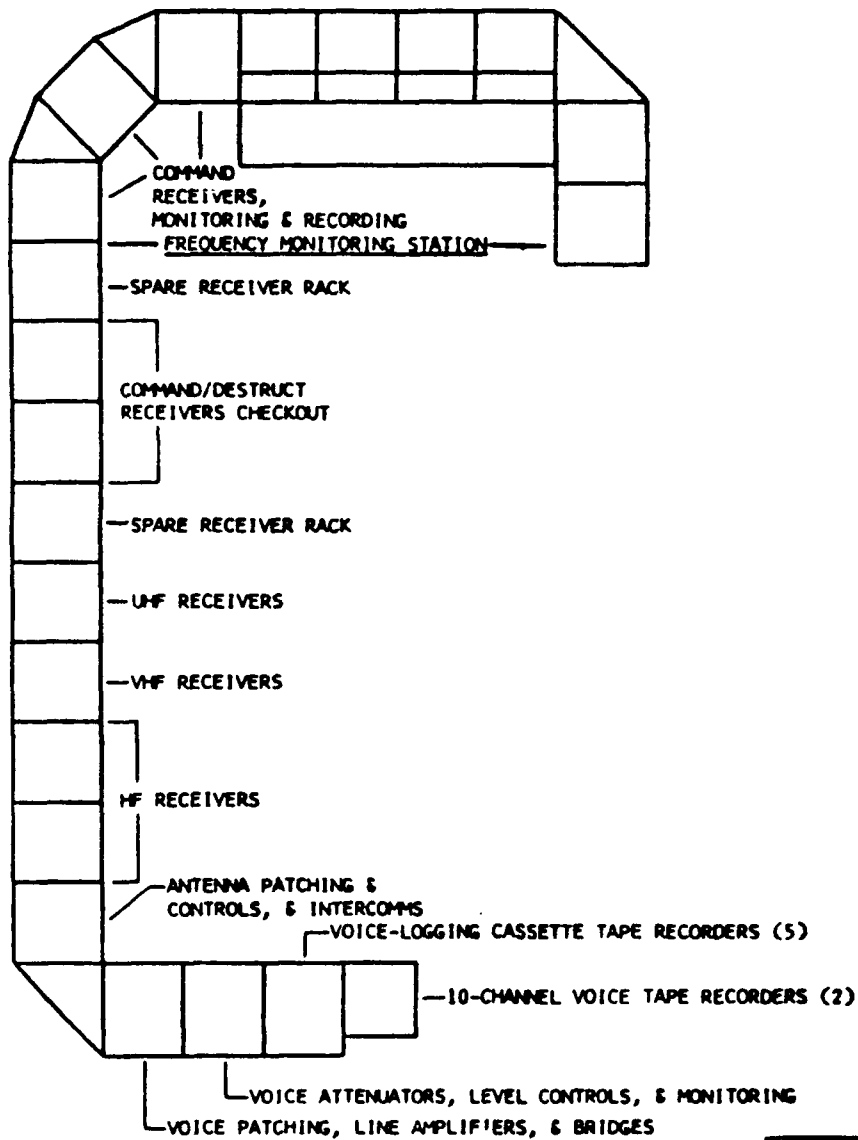 COMMAND
RECEIVERS,
MONITORING & RECORDING
FREQUENCY MONITORING STATION
SPARE RECEIVER RACK
COMMAND/DESTRUCT
RECEIVERS CHECKOUT
SPARE RECEIVER RACK
UHF RECEIVERS
VHF RECEIVERS
HF RECEIVERS
ANTENNA PATCHING &
CONTROLS, & INTERCOMMS
VOICE-LOGGING CASSETTE TAPE RECORDERS (5)
10-CHANNEL VOICE TAPE RECORDERS (2)
VOICE ATTENUATORS, LEVEL CONTROLS, & MONITORING
VOICE PATCHING, LINE AMPLIFIERS, & BRIDGES